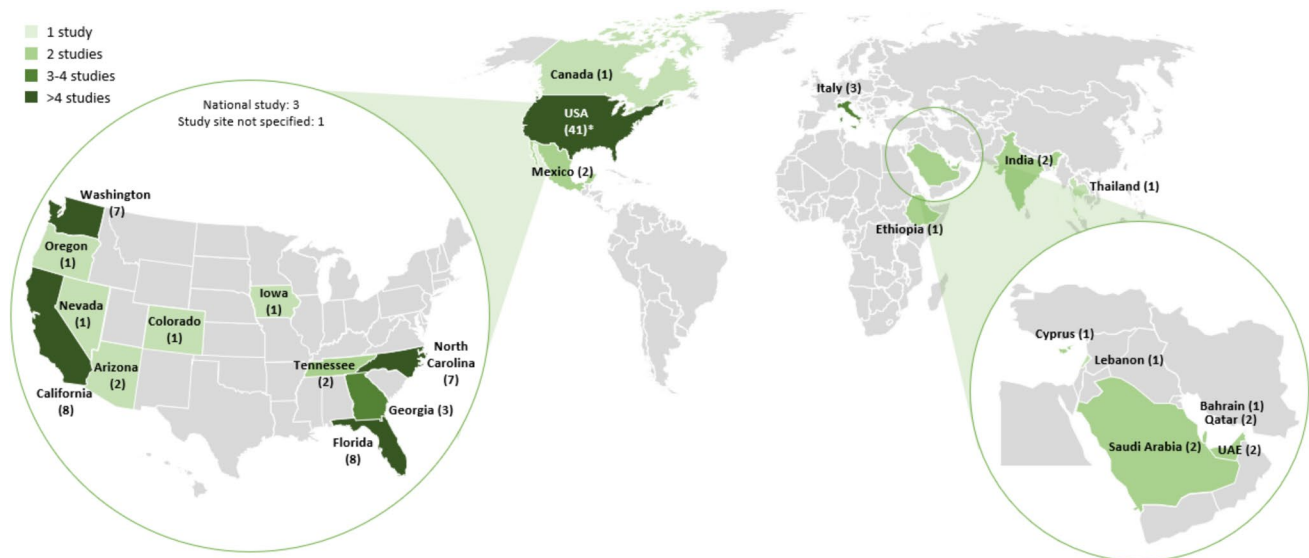 1 study
2 studies
3-4 studies
>4 studies
National study: 3
Study site not specified: 1
Washington
(7)
Oregon
(1)
Nevada
(1)
Colorado
(1)
Iowa
(1)
Arizona
(2)
California
(8)
Tennessee
(2)
North
Carolina
(7)
Georgia (3)
Florida
(8)
Canada (1)
USA
(41)*
Mexico (2)
Italy (3)
India (2)
Thailand (1)
Ethiopia (1)
Cyprus (1)
Lebanon (1)
Bahrain (1)
Qatar (2)
Saudi Arabia (2)
UAE (2)